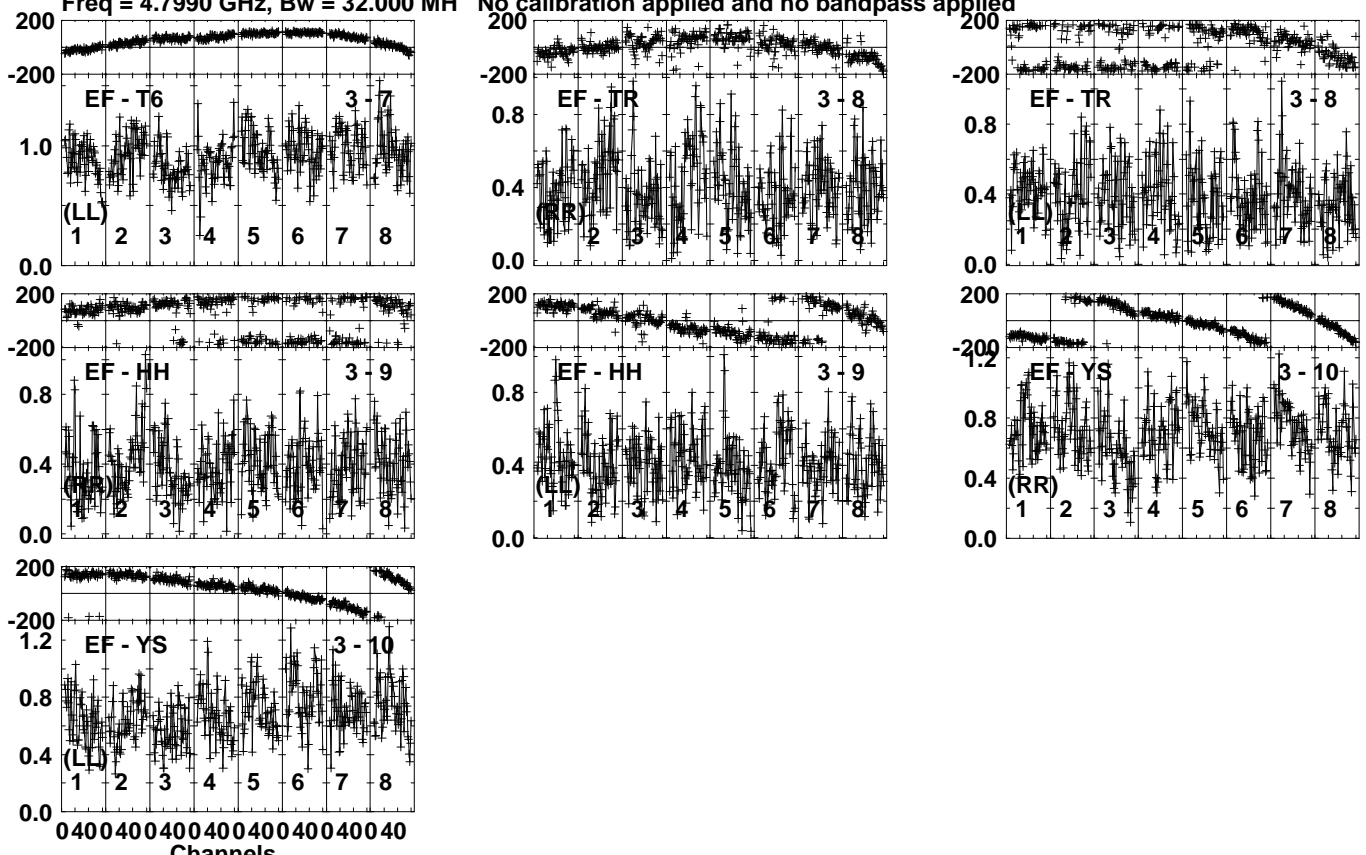 Freq = 4.7990 GHz, Bw = 32.000 MH No calibration applied and no bandpass applied
200
-200
EF - T6 3 - 7
1.0
(LL)
1 2 3 4 5 6 7 8
0.0
200
-200
EF - TR 3 - 8
0.8
0.4
(RR)
1 2 3 4 5 6 7 8
0.0
200
-200
EF - TR 3 - 8
0.8
0.4
(LL)
1 2 3 4 5 6 7 8
0.0
200
-200
EF - HH 3 - 9
0.8
0.4
(RR)
1 2 3 4 5 6 7 8
0.0
200
-200
EF - HH 3 - 9
0.8
0.4
(LL)
1 2 3 4 5 6 7 8
0.0
200
-200
1.2
EF - YS 3 - 10
0.8
0.4
(RR)
1 2 3 4 5 6 7 8
0.0
200
-200
1.2
EF - YS 3 - 10
0.8
0.4
(LL)
1 2 3 4 5 6 7 8
0.0
0 40 0 40 0 40 0 40 0 40 0 40 0 40 0 40
Channels